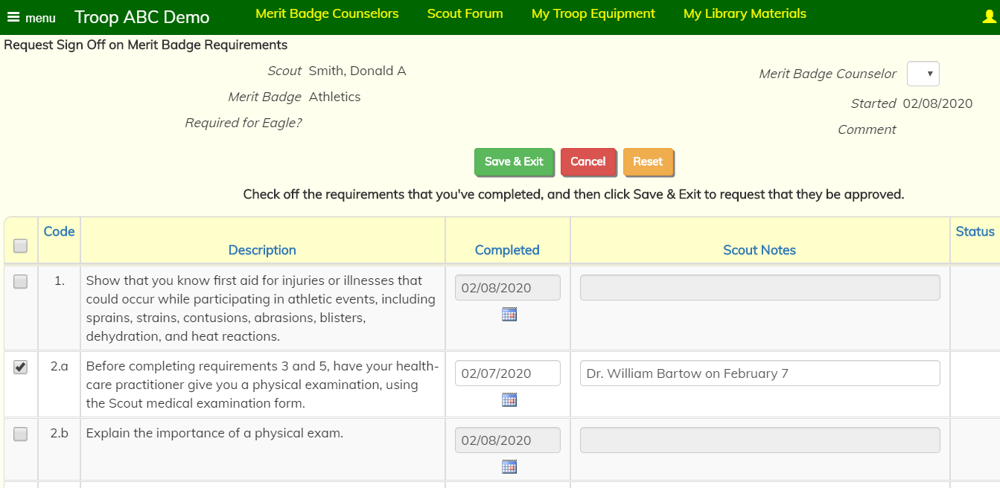 menu Troop ABC Demo Merit Badge Counselors Scout Forum My Troop Equipment My Library Materials
Request Sign Off on Merit Badge Requirements
Scout Smith, Donald A
Merit Badge Athletics
Required for Eagle?
Merit Badge Counselor
Started 02/08/2020
Comment
Save & Exit Cancel Reset
Check off the requirements that you've completed, and then click Save & Exit to request that they be approved.
Code Description Completed Scout Notes Status
1. Show that you know first aid for injuries or illnesses that
could occur while participating in athletic events, including
sprains, strains, contusions, abrasions, blisters,
dehydration, and heat reactions.
02/08/2020
2.a Before completing requirements 3 and 5, have your health-
care practitioner give you a physical examination, using
the Scout medical examination form.
02/07/2020 Dr. William Bartow on February 7
2.b Explain the importance of a physical exam.
02/08/2020